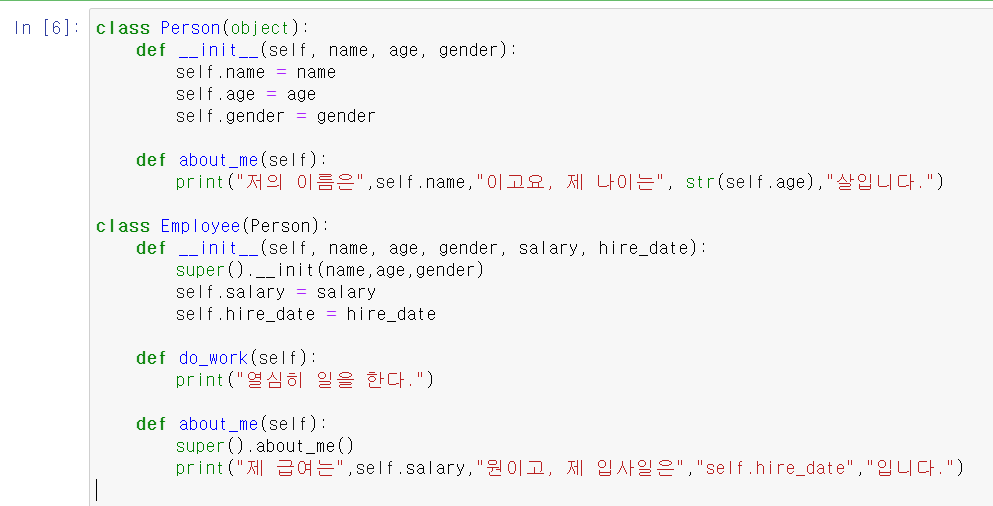 In [6]: class Person(object):
    def __init__(self, name, age, gender):
        self.name = name
        self.age = age
        self.gender = gender

    def about_me(self):
        print("저의 이름은",self.name,"이고요, 제 나이는", str(self.age),"살입니다.")

class Employee(Person):
    def __init__(self, name, age, gender, salary, hire_date):
        super().__init(name,age,gender)
        self.salary = salary
        self.hire_date = hire_date

    def do_work(self):
        print("열심히 일을 한다.")

    def about_me(self):
        super().about_me()
        print("제 급여는",self.salary,"원이고, 제 입사일은","self.hire_date","입니다.")